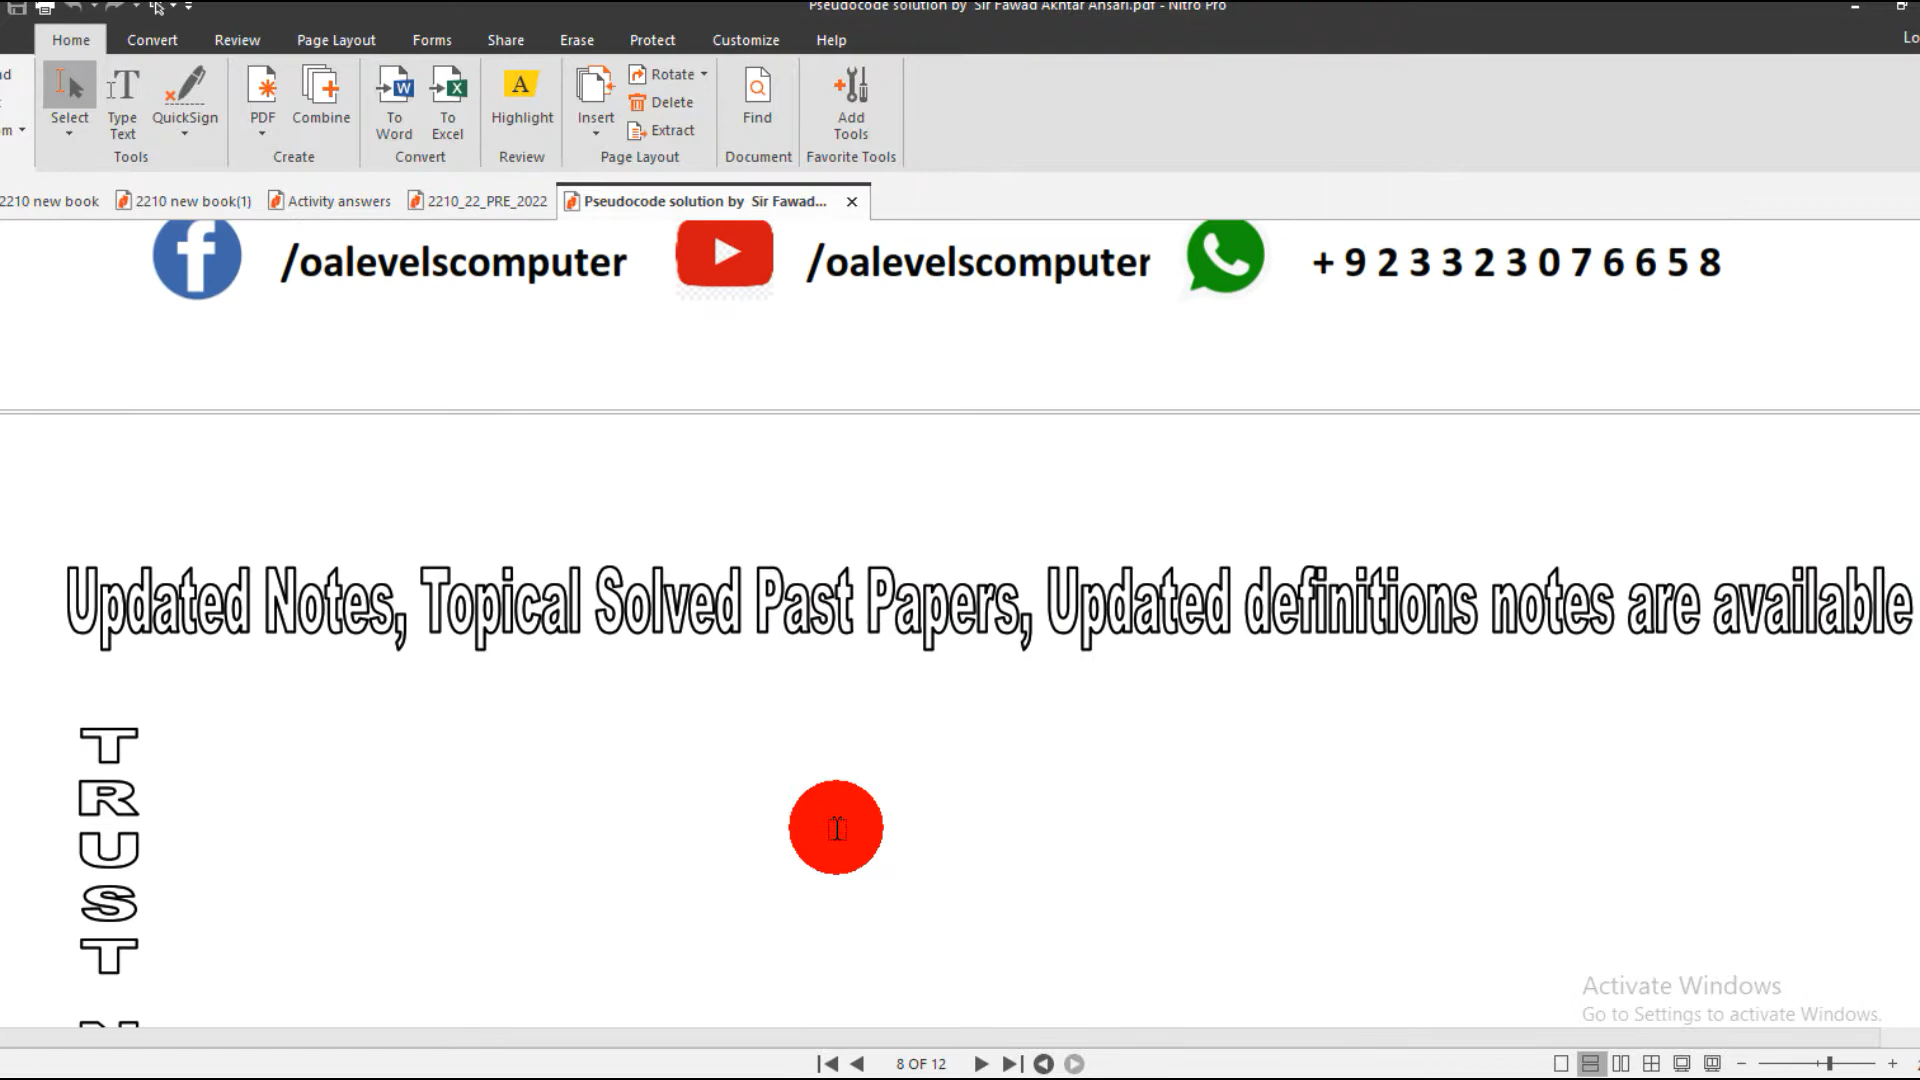 Pseudocode solution by Sir Fawad Akhtar Ansari.pdf - Nitro Pro
Home Convert Review Page Layout Forms Share Erase Protect Customize Help
Select Type Text QuickSign PDF Combine To Word To Excel Highlight Insert Rotate Delete Extract Find Add Tools
Tools Create Convert Review Page Layout Document Favorite Tools
2210 new book 2210 new book(1) Activity answers 2210_22_PRE_2022 Pseudocode solution by Sir Fawad...
/oalevelscomputer /oalevelscomputer +923323076658
Updated Notes, Topical Solved Past Papers, Updated definitions notes are available
T
R
U
S
T
Activate Windows
Go to Settings to activate Windows.
8 OF 12